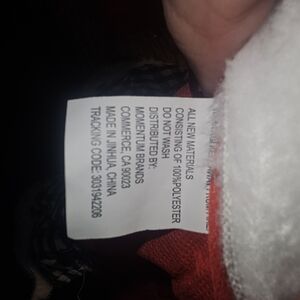 ALL NEW MATERIALS
CONSISTING OF 100%POLYESTER
DO NOT WASH
DISTRIBUTED BY:
MOMENTUM BRANDS
COMMERCE, CA 90023
MADE IN JINHUA, CHINA
TRACKING CODE: 3031942206